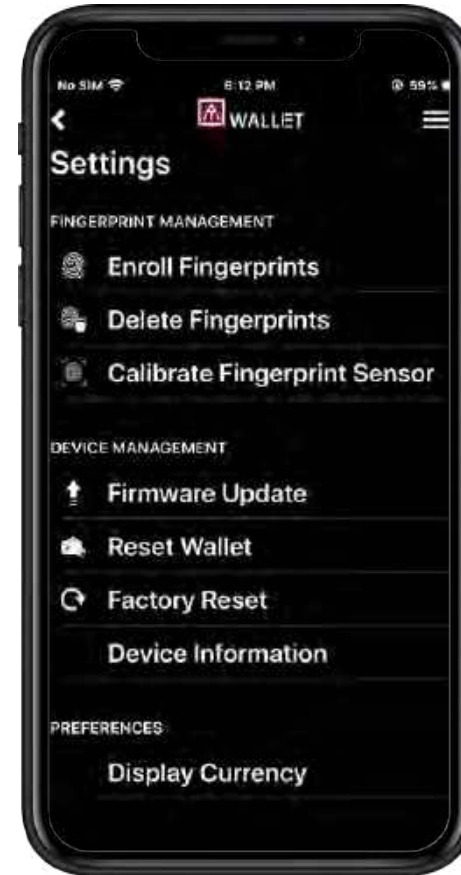 No SIM 6:12 PM 59%
WALLET
Settings
FINGERPRINT MANAGEMENT
Enroll Fingerprints
Delete Fingerprints
Calibrate Fingerprint Sensor
DEVICE MANAGEMENT
Firmware Update
Reset Wallet
Factory Reset
Device Information
PREFERENCES
Display Currency